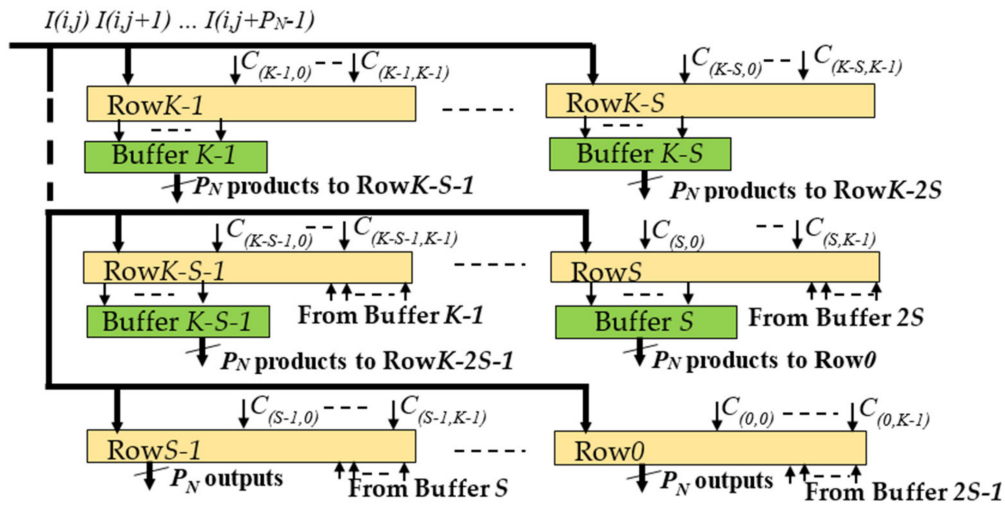 I(i,j) I(i,j+1) ... I(i,j+PN-1)
C(K-1,0) C(K-1,K-1) C(K-S,0) C(K-S,K-1)
RowK-1 RowK-S
Buffer K-1 Buffer K-S
PN products to RowK-S-1 PN products to RowK-2S
C(K-S-1,0) C(K-S-1,K-1) C(S,0) C(S,K-1)
RowK-S-1 RowS
Buffer K-S-1 From Buffer K-1 Buffer S From Buffer 2S
PN products to RowK-2S-1 PN products to Row0
C(S-1,0) C(S-1,K-1) C(0,0) C(0,K-1)
RowS-1 Row0
PN outputs From Buffer S PN outputs From Buffer 2S-1